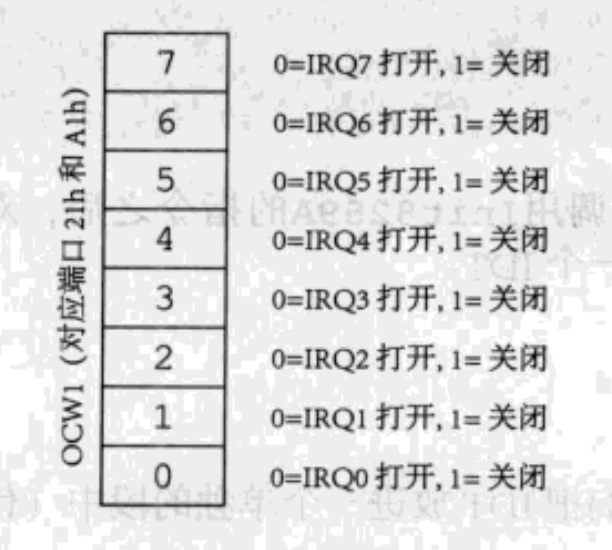 OCW1（对应端口 21h 和 A1h）
7 0=IRQ7 打开, 1= 关闭
6 0=IRQ6 打开, 1= 关闭
5 0=IRQ5 打开, 1= 关闭
4 0=IRQ4 打开, 1= 关闭
3 0=IRQ3 打开, 1= 关闭
2 0=IRQ2 打开, 1= 关闭
1 0=IRQ1 打开, 1= 关闭
0 0=IRQ0 打开, 1= 关闭